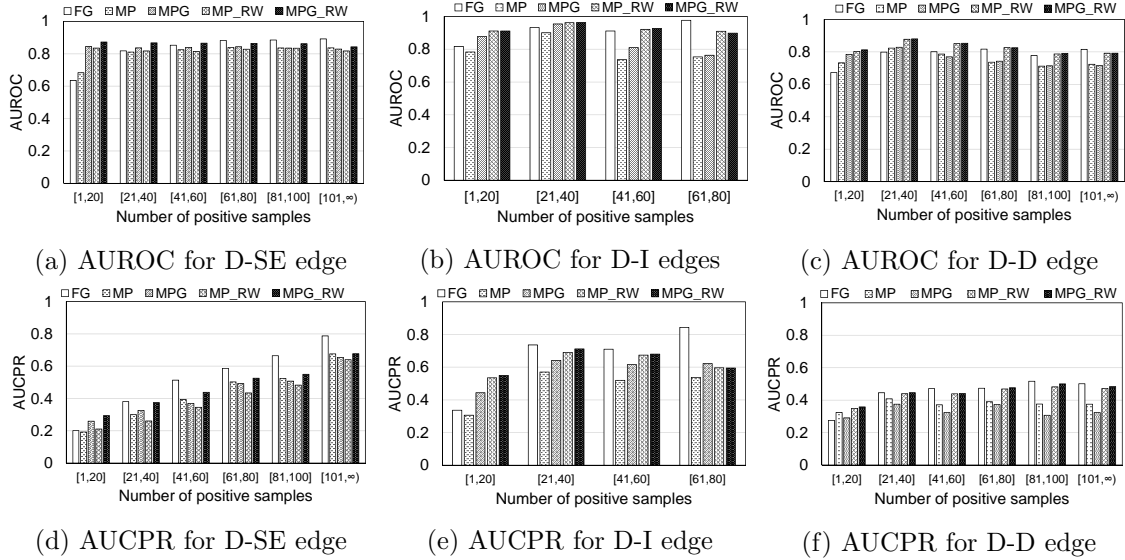 FG MP MPG MP_RW MPG_RW
1
0.8
0.6
0.4
0.2
0
AUROC
[1,20] [21,40] [41,60] [61,80] [81,100] [101,∞)
Number of positive samples
(a) AUROC for D-SE edge
FG MP MPG MP_RW MPG_RW
1
0.8
0.6
0.4
0.2
0
AUROC
[1,20] [21,40] [41,60] [61,80]
Number of positive samples
(b) AUROC for D-I edges
FG MP MPG MP_RW MPG_RW
1
0.8
0.6
0.4
0.2
0
AUROC
[1,20] [21,40] [41,60] [61,80] [81,100] [101,∞)
Number of positive samples
(c) AUROC for D-D edge
FG MP MPG MP_RW MPG_RW
1
0.8
0.6
0.4
0.2
0
AUCPR
[1,20] [21,40] [41,60] [61,80] [81,100] [101,∞)
Number of positive samples
(d) AUCPR for D-SE edge
FG MP MPG MP_RW MPG_RW
1
0.8
0.6
0.4
0.2
0
AUCPR
[1,20] [21,40] [41,60] [61,80]
Number of positive samples
(e) AUCPR for D-I edge
FG MP MPG MP_RW MPG_RW
1
0.8
0.6
0.4
0.2
0
AUCPR
[1,20] [21,40] [41,60] [61,80] [81,100] [101,∞)
Number of positive samples
(f) AUCPR for D-D edge